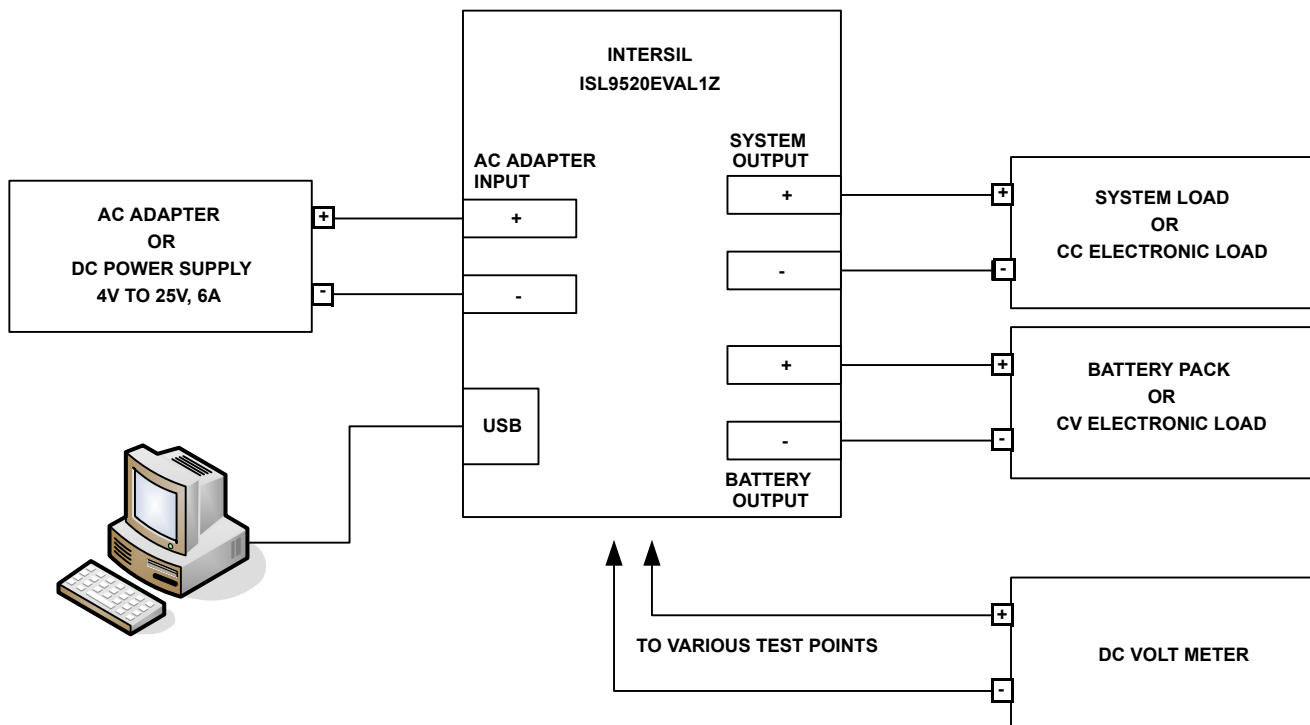 INTERSIL
ISL9520EVAL1Z
AC ADAPTER
INPUT
+
-
USB
SYSTEM
OUTPUT
+
-
+
-
BATTERY
OUTPUT
AC ADAPTER
OR
DC POWER SUPPLY
4V TO 25V, 6A
+
-
+
-
SYSTEM LOAD
OR
CC ELECTRONIC LOAD
+
-
BATTERY PACK
OR
CV ELECTRONIC LOAD
TO VARIOUS TEST POINTS
+
-
DC VOLT METER